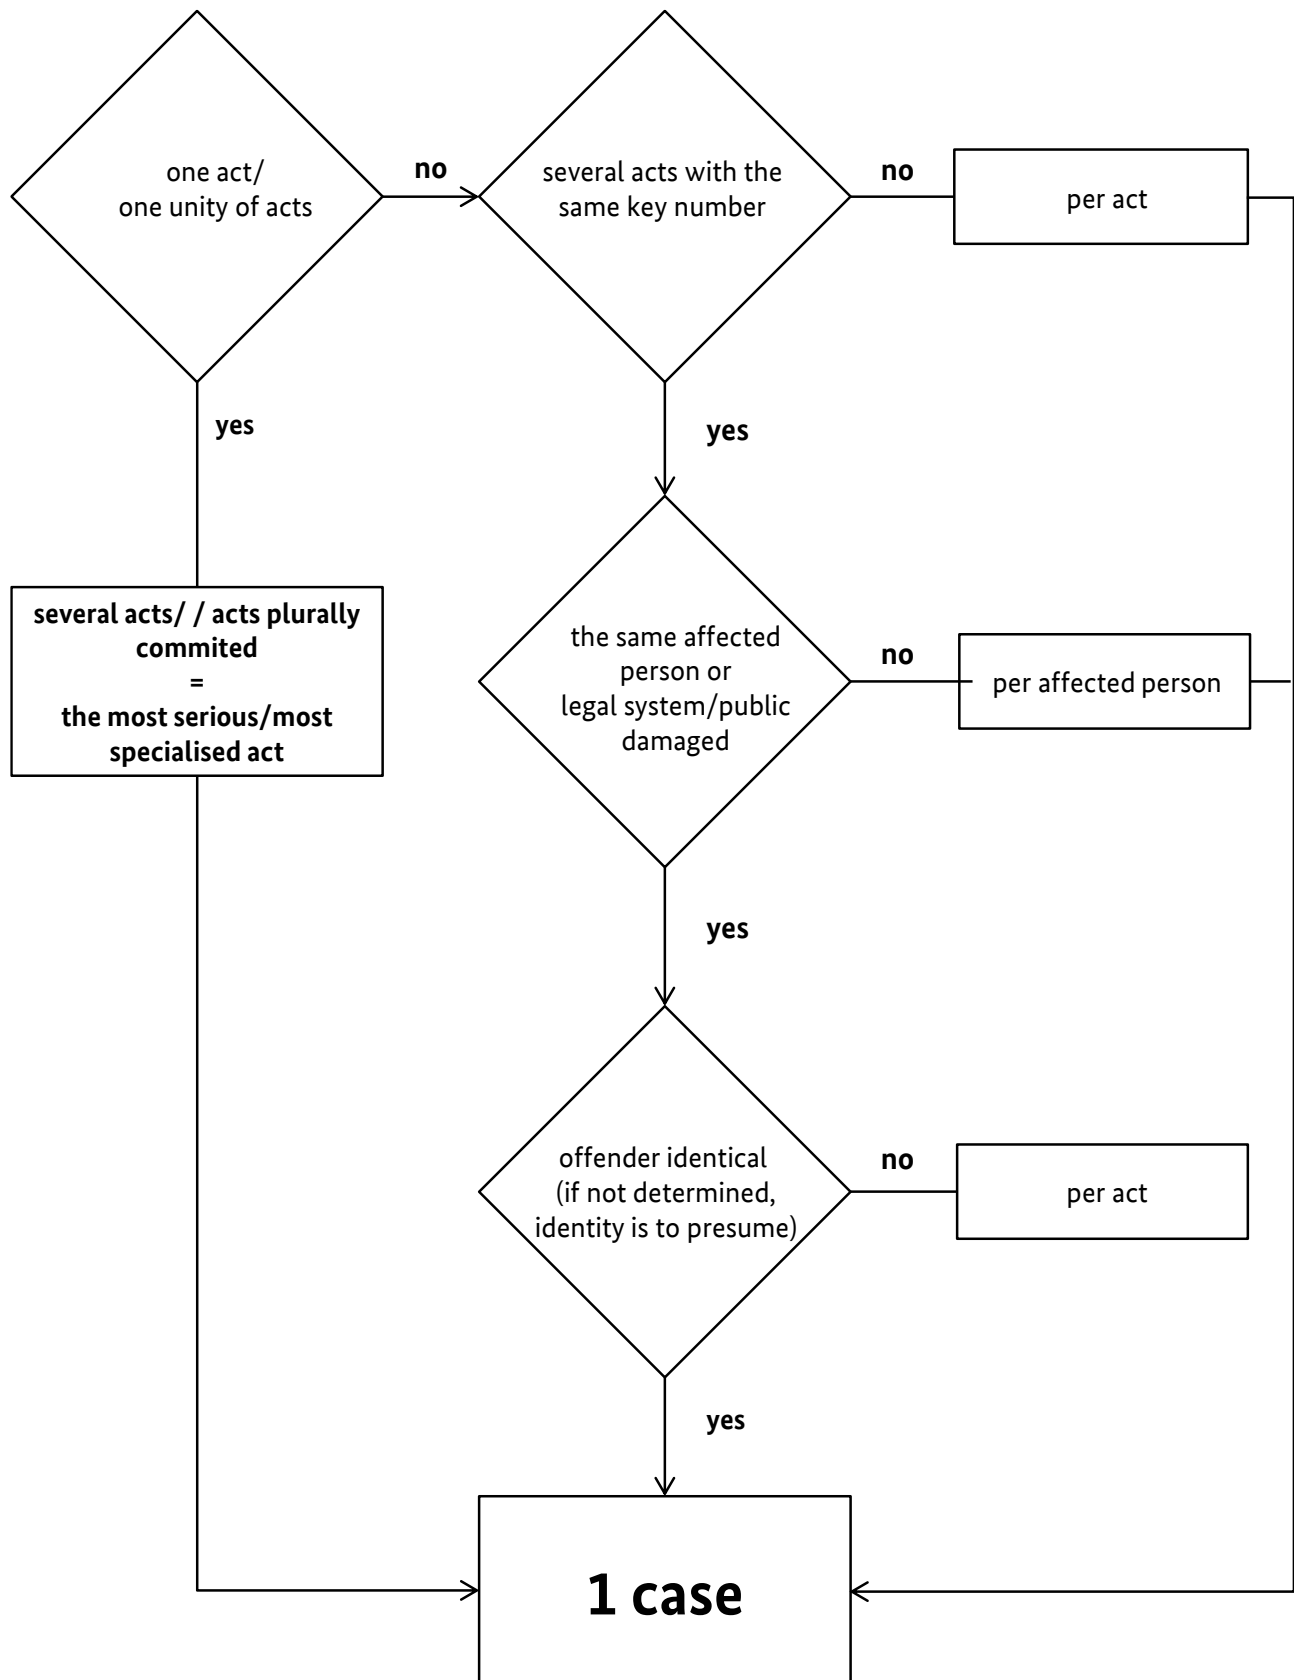 one act/
one unity of acts
no
several acts with the
same key number
no
per act
yes
yes
several acts/ / acts plurally
commited
=
the most serious/most
specialised act
the same affected
person or
legal system/public
damaged
no
per affected person
yes
offender identical
(if not determined,
identity is to presume)
no
per act
yes
1 case